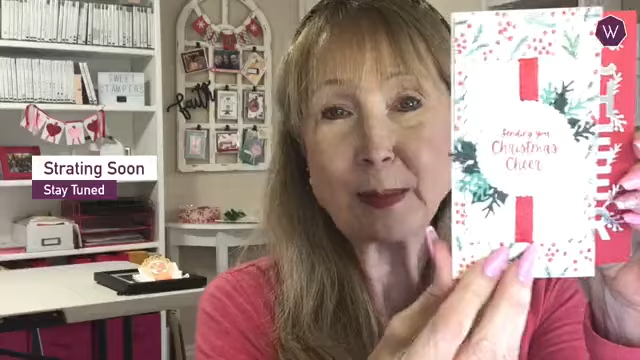 W
SWEET
STAMPERS
faith
Strating Soon
Stay Tuned
Sending you
Christmas
Cheer